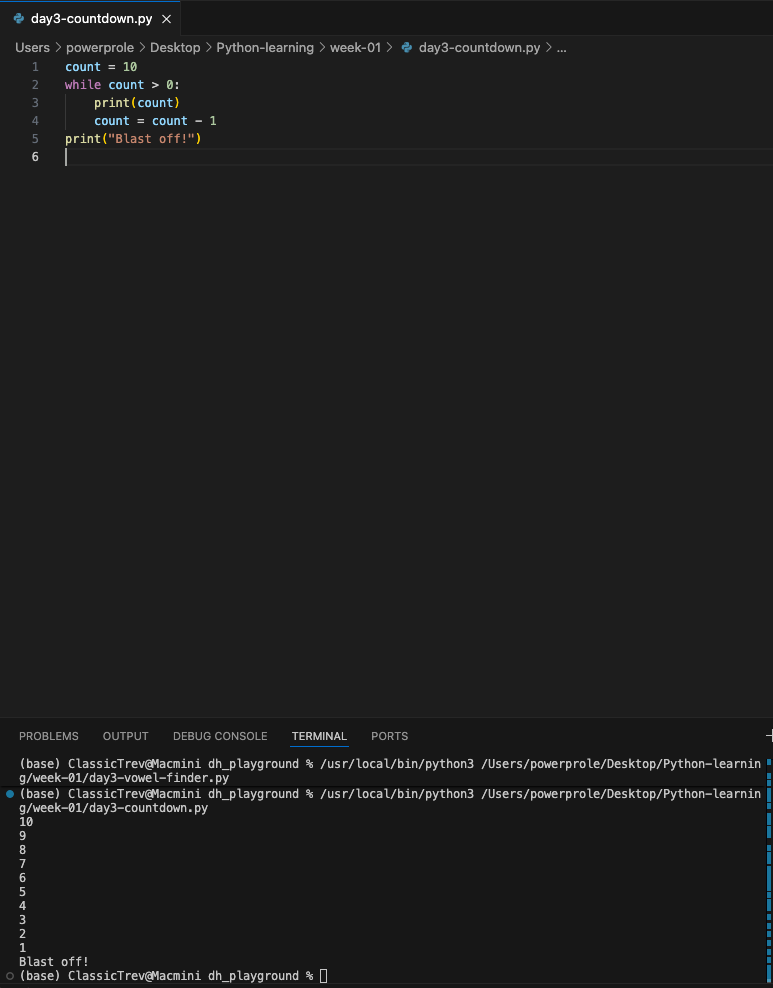 day3-countdown.py ×
Users > powerprole > Desktop > Python-learning > week-01 > day3-countdown.py > ...
1 count = 10
2 while count > 0:
3     print(count)
4     count = count - 1
5 print("Blast off!")
6
PROBLEMS OUTPUT DEBUG CONSOLE TERMINAL PORTS
(base) ClassicTrev@Macmini dh_playground % /usr/local/bin/python3 /Users/powerprole/Desktop/Python-learnin
g/week-01/day3-vowel-finder.py
(base) ClassicTrev@Macmini dh_playground % /usr/local/bin/python3 /Users/powerprole/Desktop/Python-learnin
g/week-01/day3-countdown.py
10
9
8
7
6
5
4
3
2
1
Blast off!
(base) ClassicTrev@Macmini dh_playground %